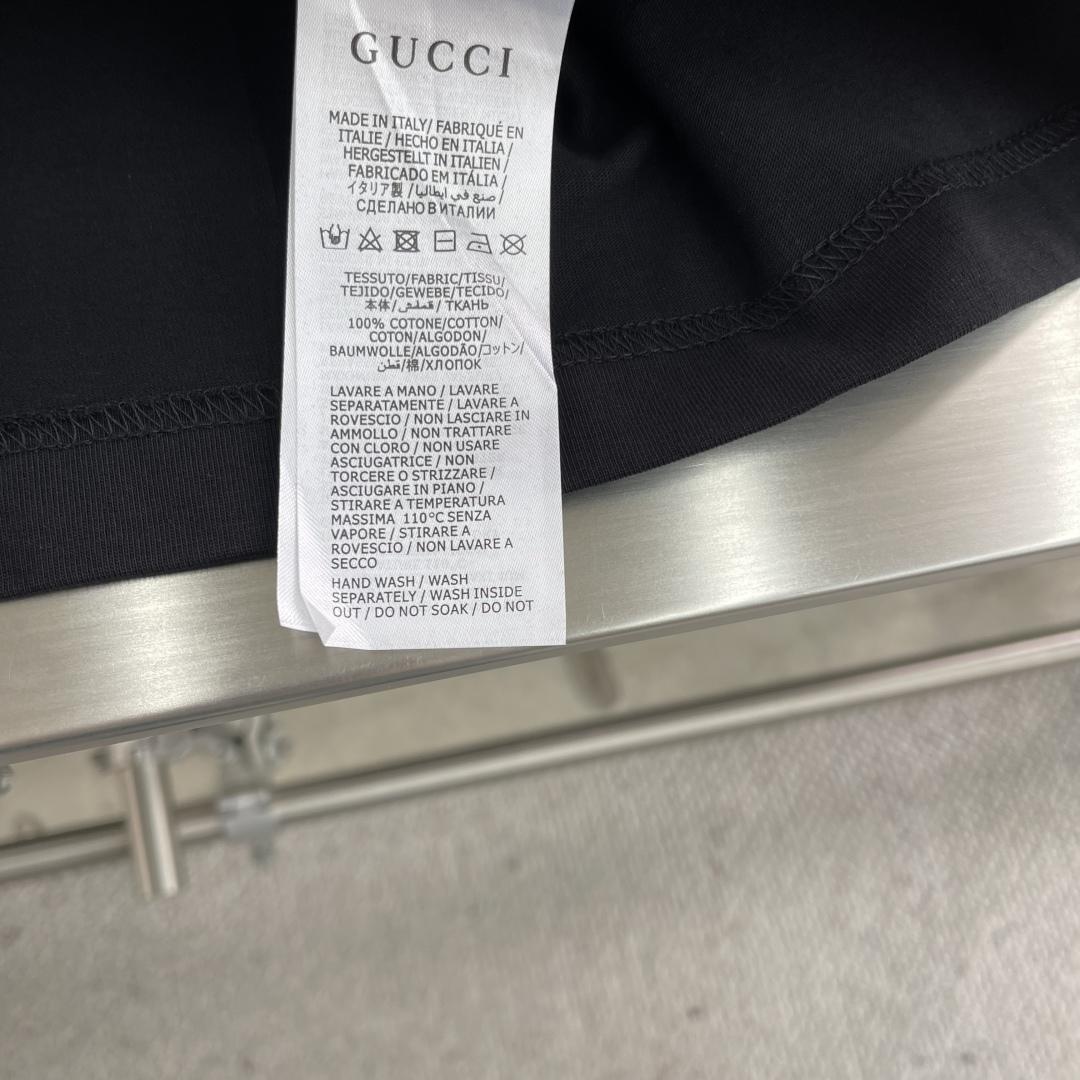 GUCCI
MADE IN ITALY/ FABRIQUÉ EN
ITALIE / HECHO EN ITALIA /
HERGESTELLT IN ITALIEN /
FABRICADO EM ITÁLIA /
イタリア製 / صنع في ايطاليا /
СДЕЛАНО В ИТАЛИИ
TESSUTO/FABRIC/TISSU/
TEJIDO/GEWEBE/TECIDO/
本体/ / ТКАНЬ
100% COTONE/COTTON/
COTON/ALGODON/
BAUMWOLLE/ALGODÃO/コットン/
قطن/棉/ХЛОПОК
LAVARE A MANO / LAVARE
SEPARATAMENTE / LAVARE A
ROVESCIO / NON LASCIARE IN
AMMOLLO / NON TRATTARE
CON CLORO / NON USARE
ASCIUGATRICE / NON
TORCERE O STRIZZARE /
ASCIUGARE IN PIANO /
STIRARE A TEMPERATURA
MASSIMA 110°C SENZA
VAPORE / STIRARE A
ROVESCIO / NON LAVARE A
SECCO
HAND WASH / WASH
SEPARATELY / WASH INSIDE
OUT / DO NOT SOAK / DO NOT